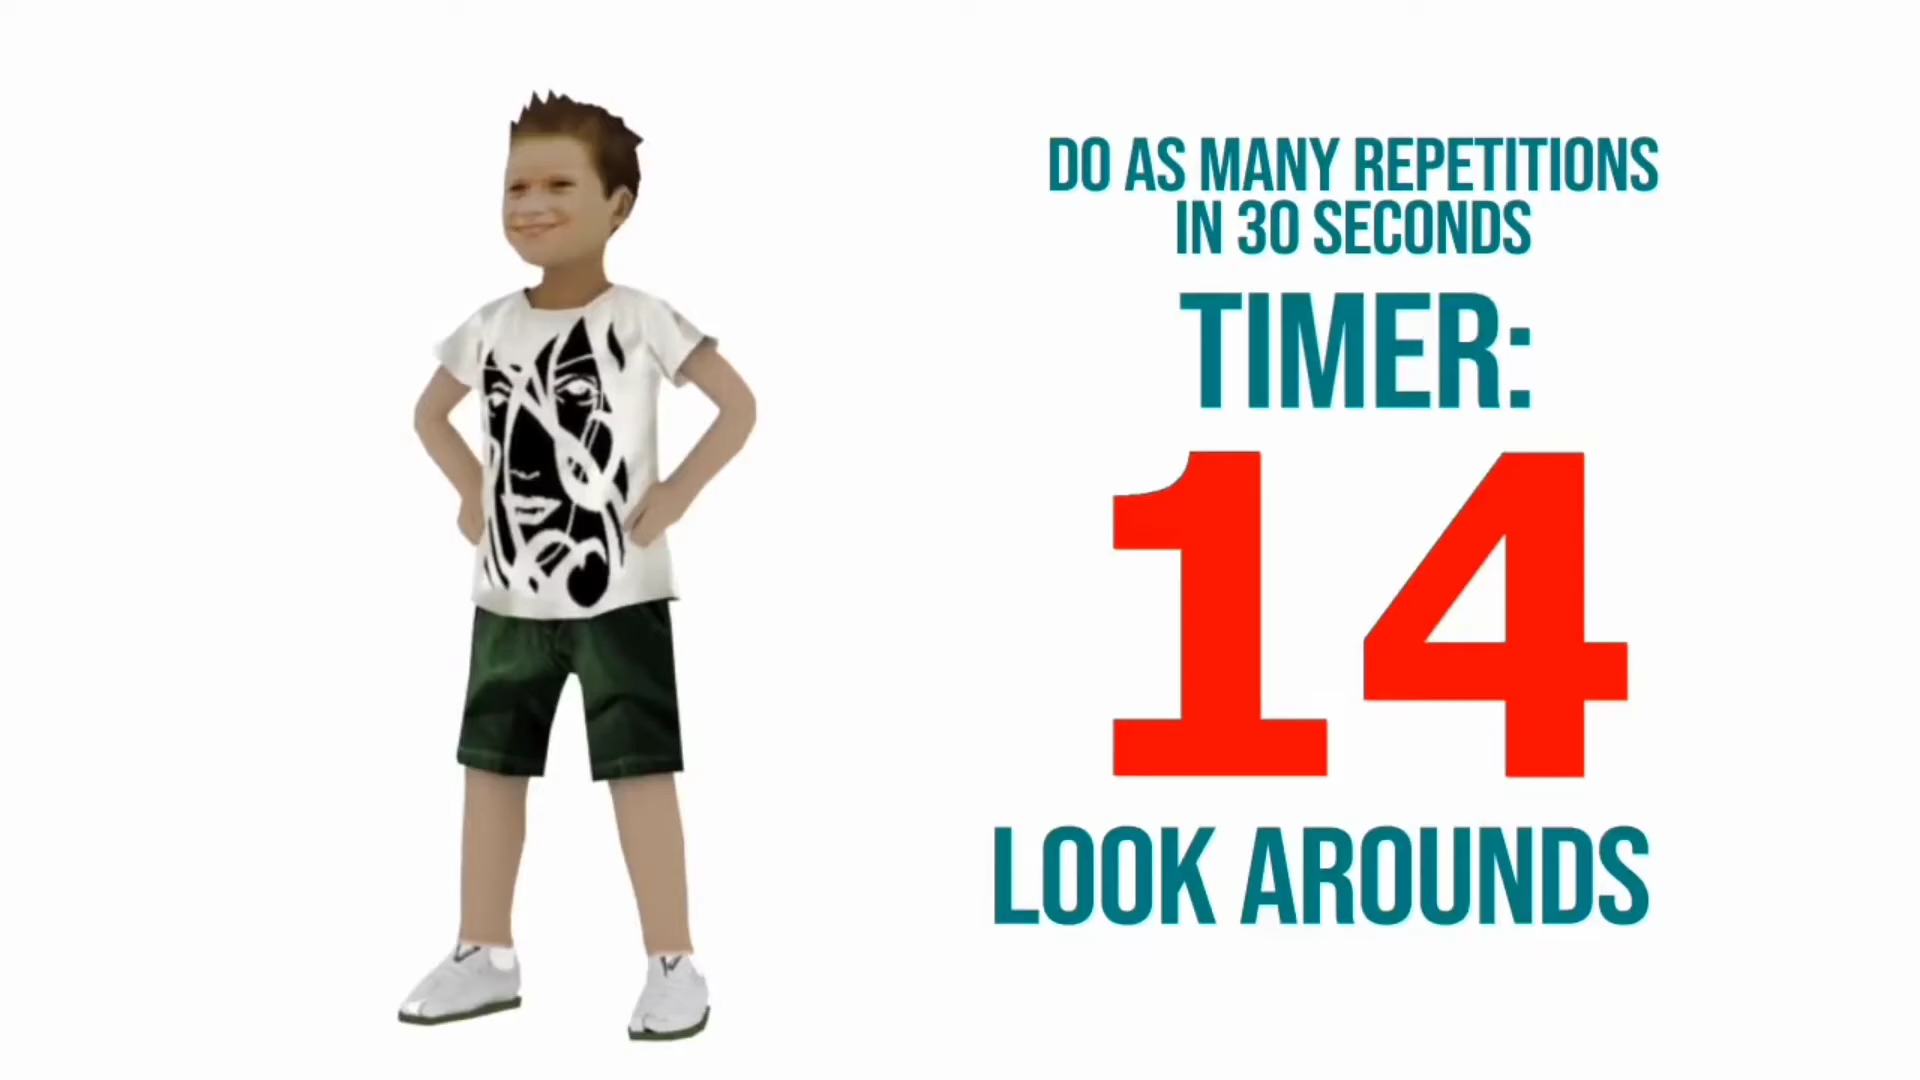 DO AS MANY REPETITIONS
IN 30 SECONDS
TIMER:
14
LOOK AROUNDS